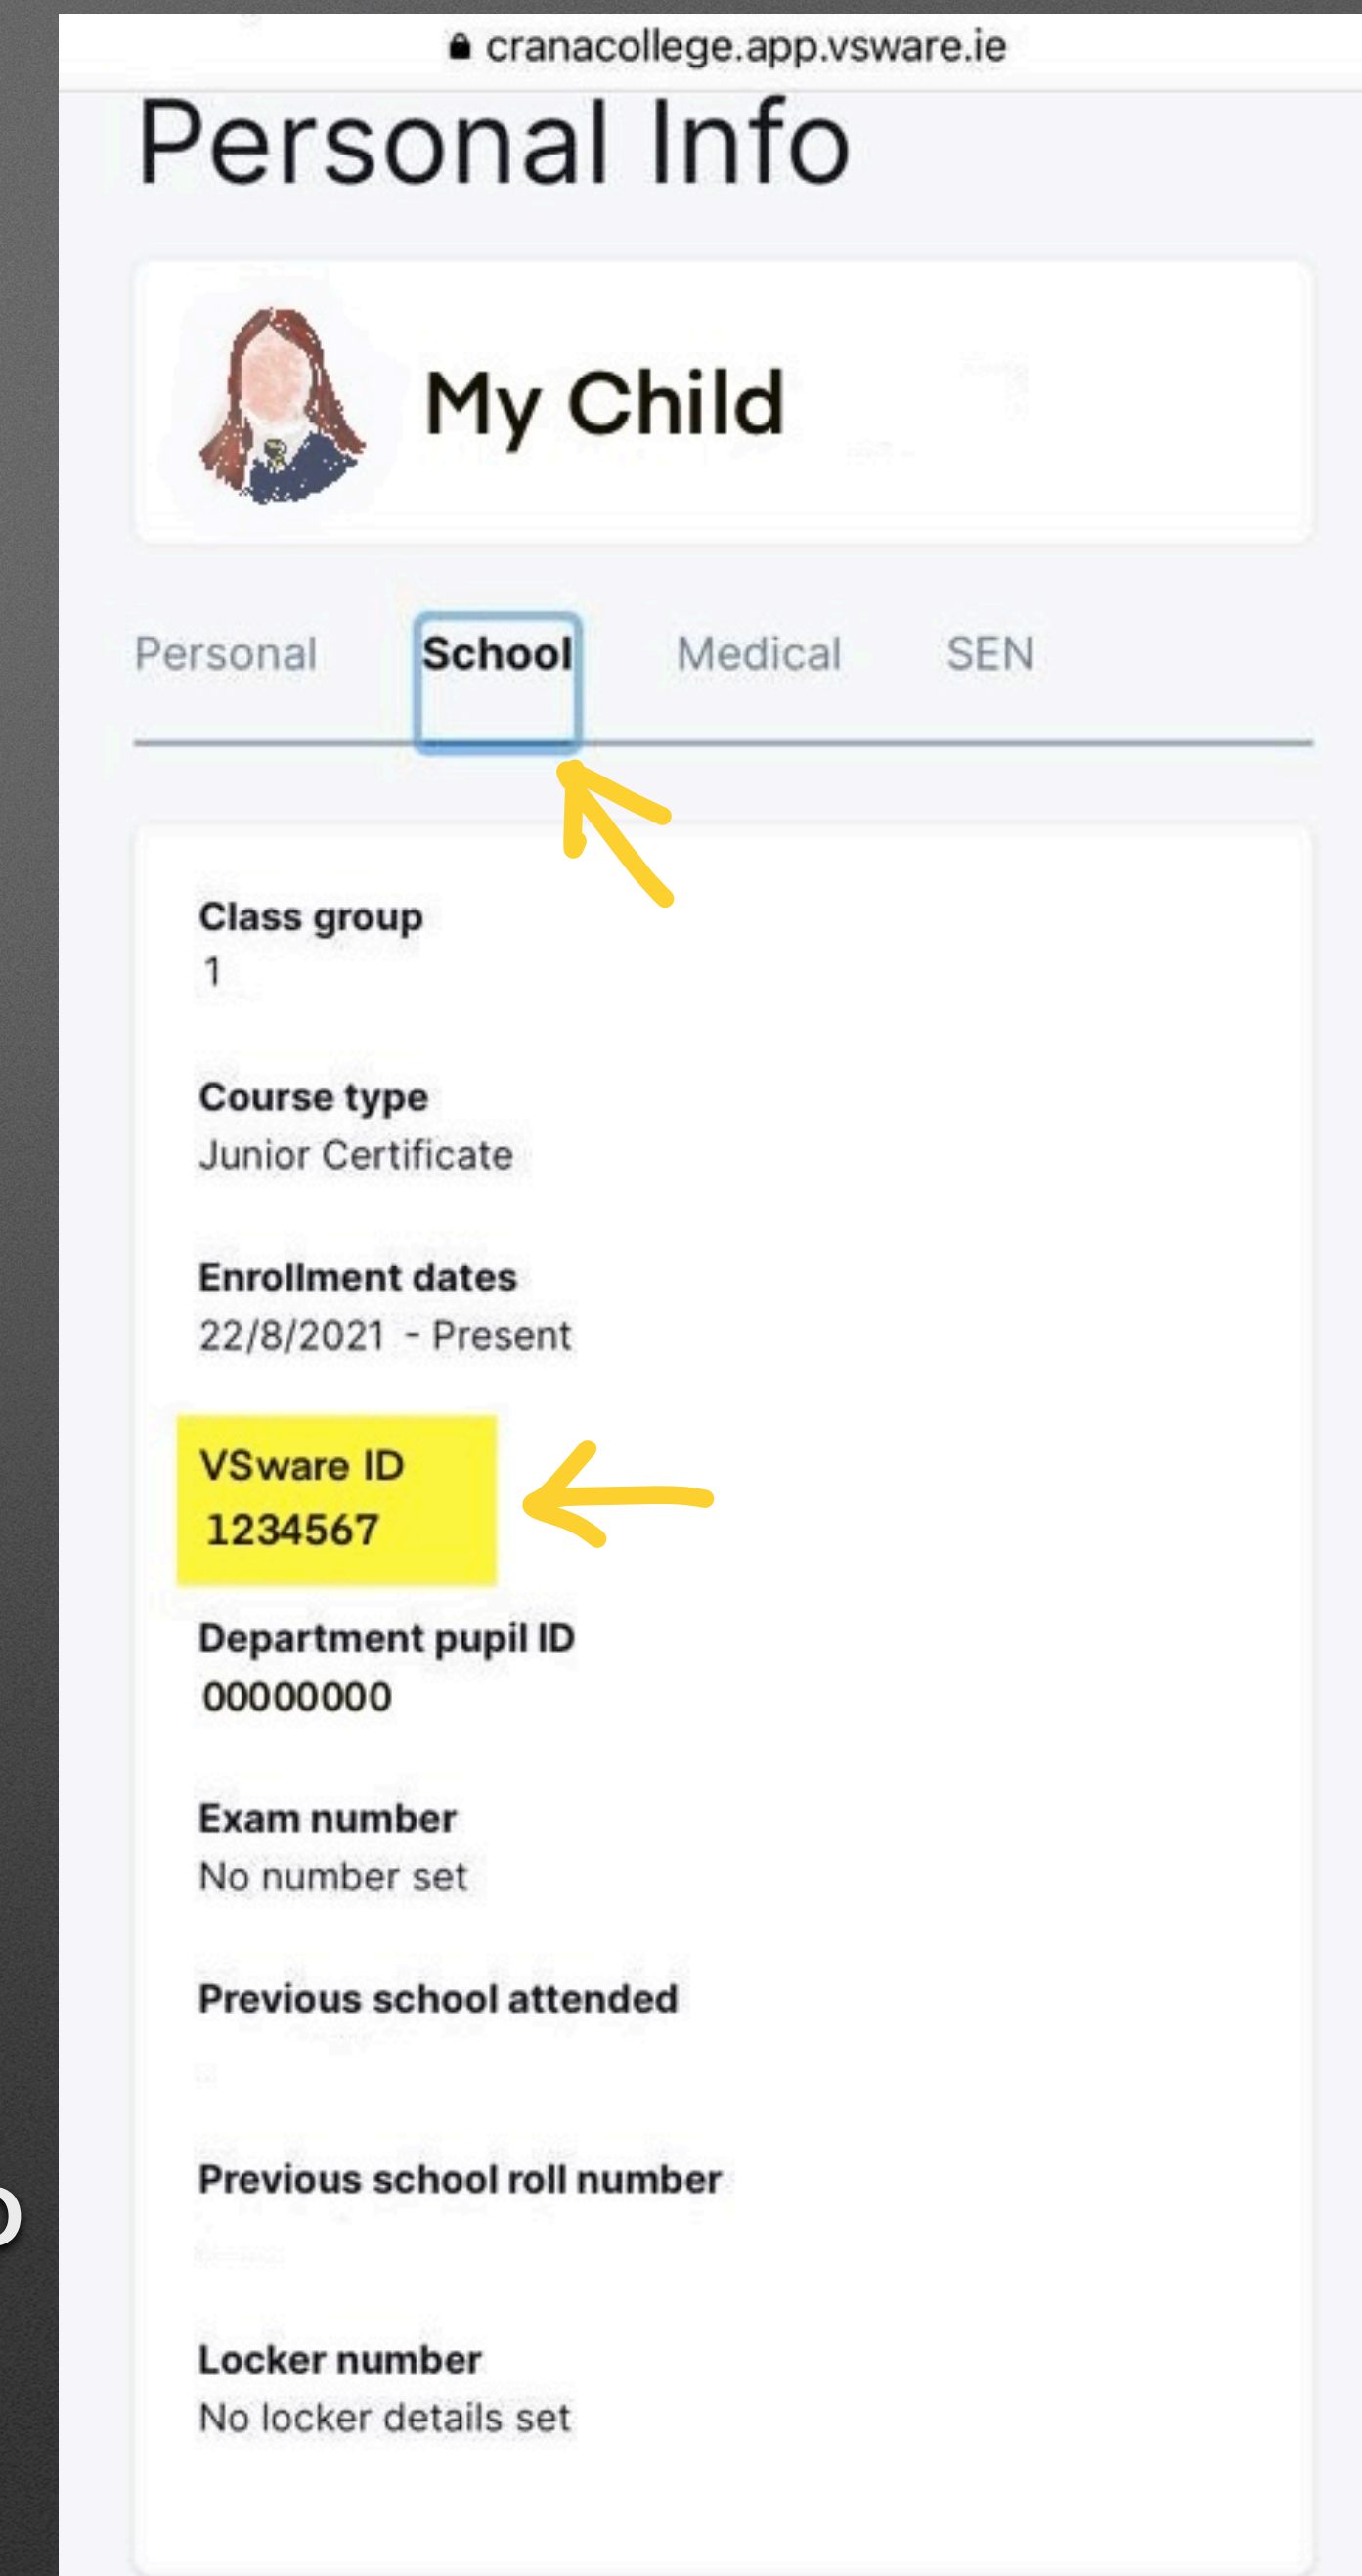 cranacollege.app.vsware.ie
Personal Info
My Child
Personal School Medical SEN
Class group
1
Course type
Junior Certificate
Enrollment dates
22/8/2021 - Present
VSware ID
1234567
Department pupil ID
00000000
Exam number
No number set
Previous school attended
Previous school roll number
Locker number
No locker details set